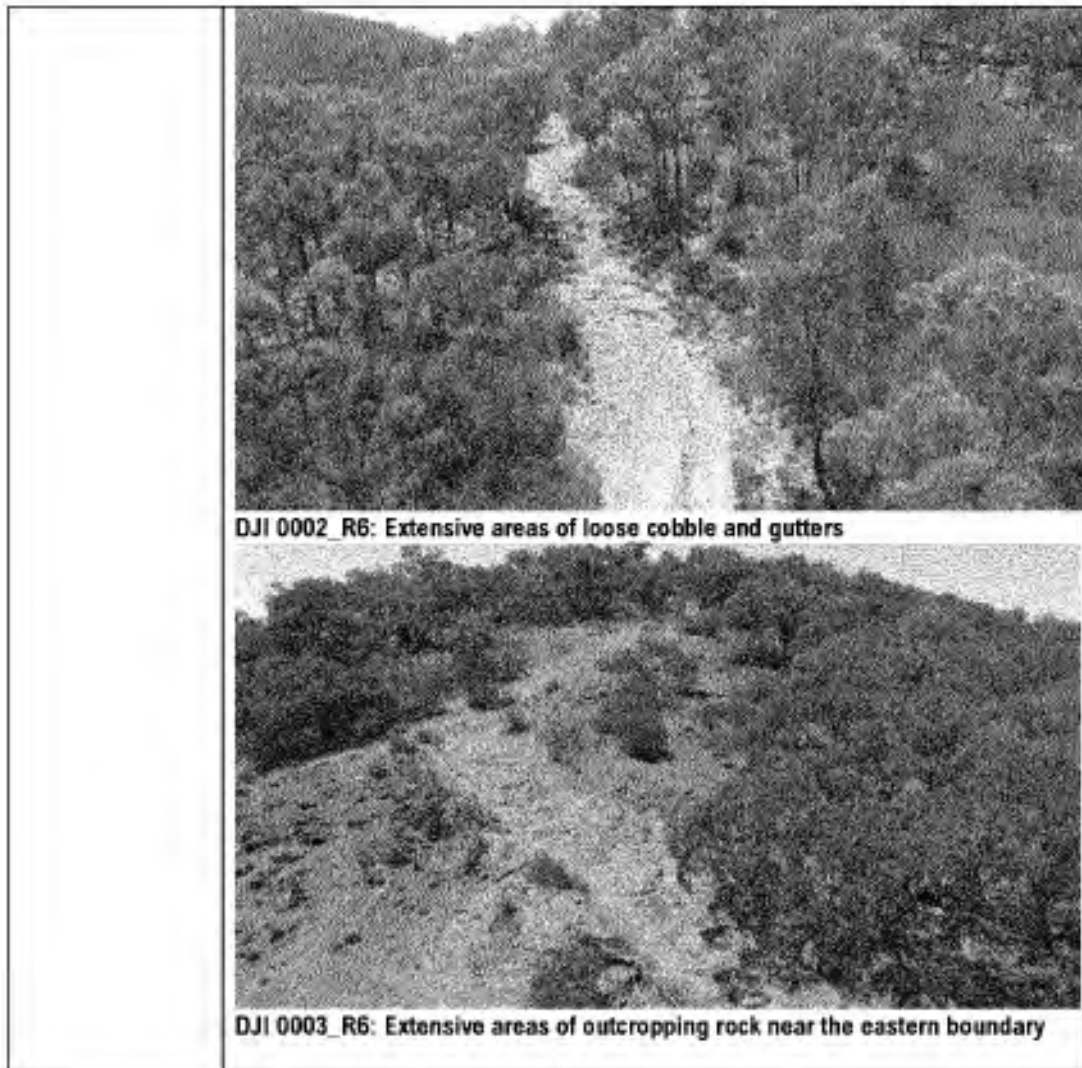 DJI 0002_R6: Extensive areas of loose cobble and gutters
DJI 0003_R6: Extensive areas of outcropping rock near the eastern boundary